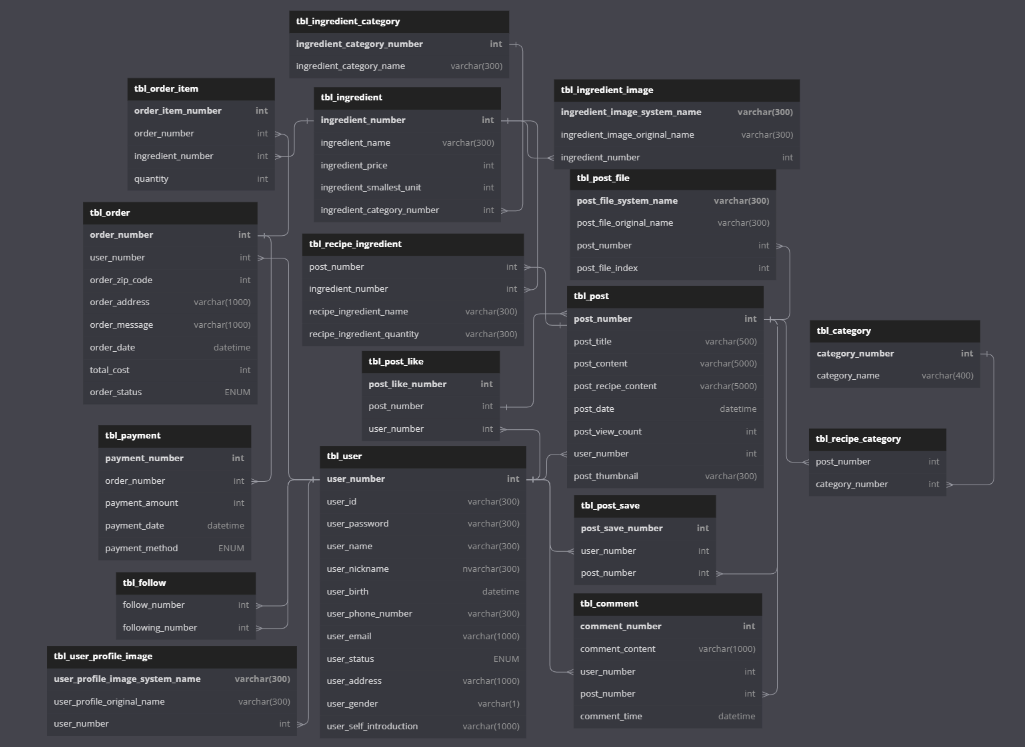 tbl_ingredient_category
ingredient_category_number int
ingredient_category_name varchar(300)
tbl_order_item
order_item_number int
order_number int
ingredient_number int
quantity int
tbl_ingredient
ingredient_number int
ingredient_name varchar(300)
ingredient_price int
ingredient_smallest_unit int
ingredient_category_number int
tbl_ingredient_image
ingredient_image_system_name varchar(300)
ingredient_image_original_name varchar(300)
ingredient_number int
tbl_post_file
post_file_system_name varchar(300)
post_file_original_name varchar(300)
post_number int
post_file_index int
tbl_order
order_number int
user_number int
order_zip_code int
order_address varchar(1000)
order_message varchar(1000)
order_date datetime
total_cost int
order_status ENUM
tbl_recipe_ingredient
post_number int
ingredient_number int
recipe_ingredient_name varchar(300)
recipe_ingredient_quantity varchar(300)
tbl_post
post_number int
post_title varchar(500)
post_content varchar(5000)
post_recipe_content varchar(5000)
post_date datetime
post_view_count int
user_number int
post_thumbnail varchar(300)
tbl_category
category_number int
category_name varchar(400)
tbl_post_like
post_like_number int
post_number int
user_number int
tbl_payment
payment_number int
order_number int
payment_amount int
payment_date datetime
payment_method ENUM
tbl_recipe_category
post_number int
category_number int
tbl_user
user_number int
user_id varchar(300)
user_password varchar(300)
user_name varchar(300)
user_nickname nvarchar(300)
user_birth datetime
user_phone_number varchar(300)
user_email varchar(1000)
user_status ENUM
user_address varchar(1000)
user_gender varchar(1)
user_self_introduction varchar(1000)
tbl_post_save
post_save_number int
user_number int
post_number int
tbl_follow
follow_number int
following_number int
tbl_comment
comment_number int
comment_content varchar(1000)
user_number int
post_number int
comment_time datetime
tbl_user_profile_image
user_profile_image_system_name varchar(300)
user_profile_original_name varchar(300)
user_number int